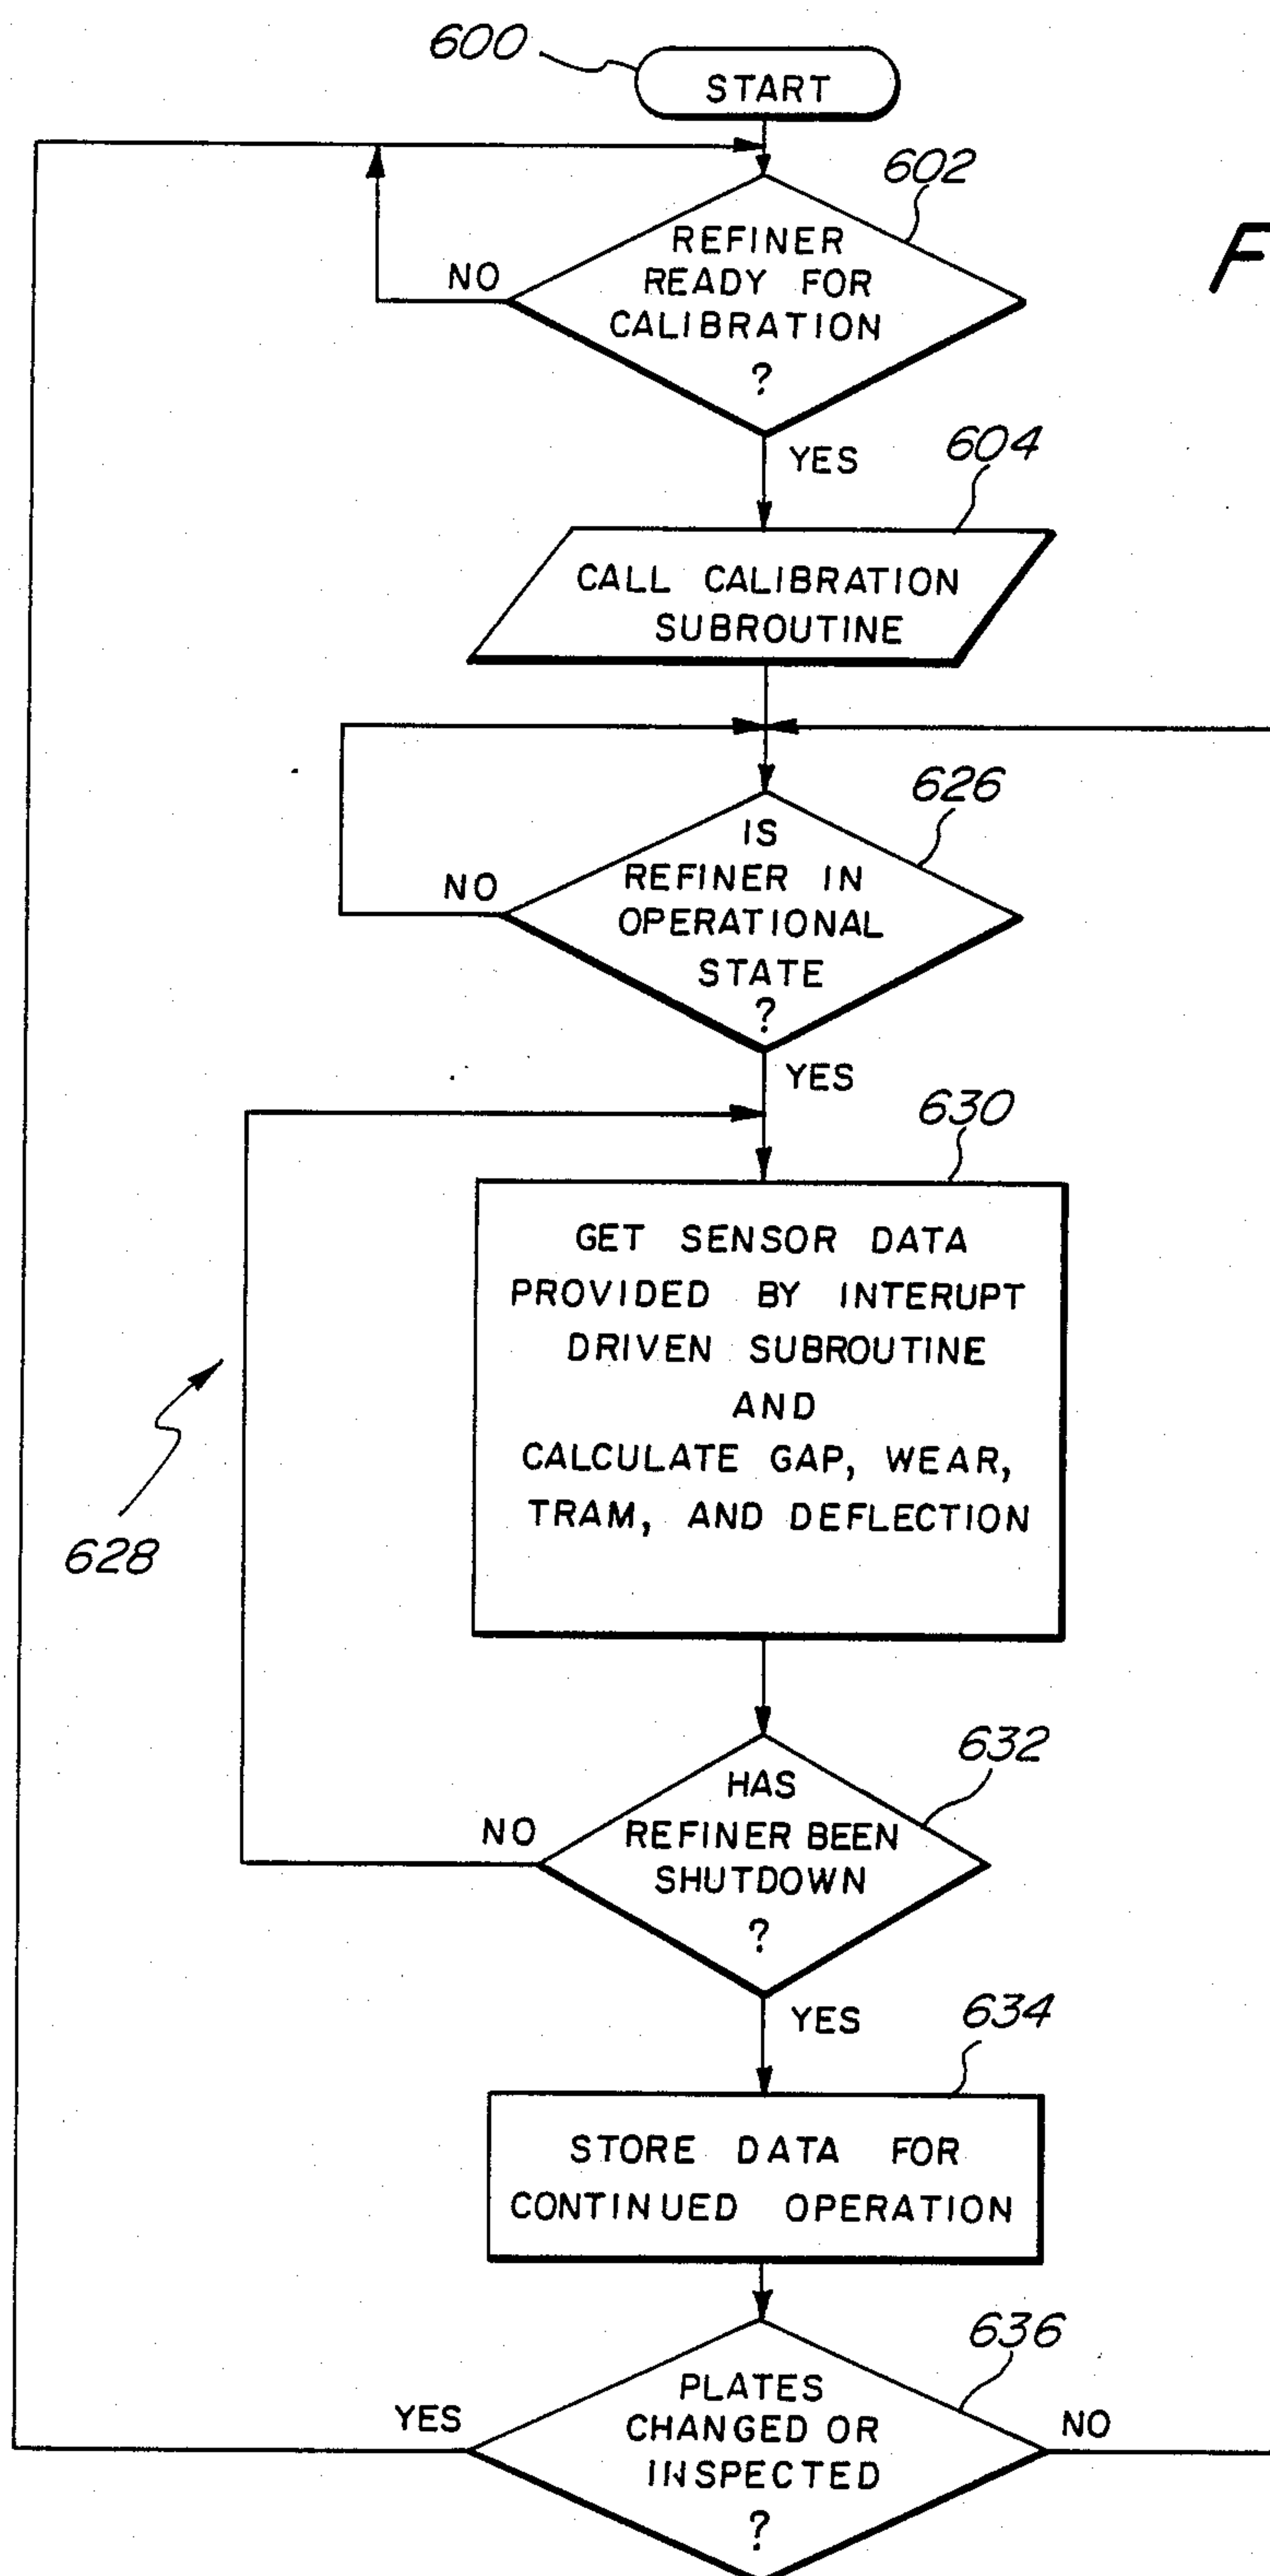 600
START
602
F
REFINER
READY FOR
CALIBRATION
?
NO
YES
604
CALL CALIBRATION
SUBROUTINE
626
IS
REFINER IN
OPERATIONAL
STATE
?
NO
YES
630
GET SENSOR DATA
PROVIDED BY INTERUPT
DRIVEN SUBROUTINE
AND
CALCULATE GAP, WEAR,
TRAM, AND DEFLECTION
628
632
HAS
REFINER BEEN
SHUTDOWN
?
NO
YES
634
STORE DATA FOR
CONTINUED OPERATION
636
PLATES
CHANGED OR
INSPECTED
?
YES
NO